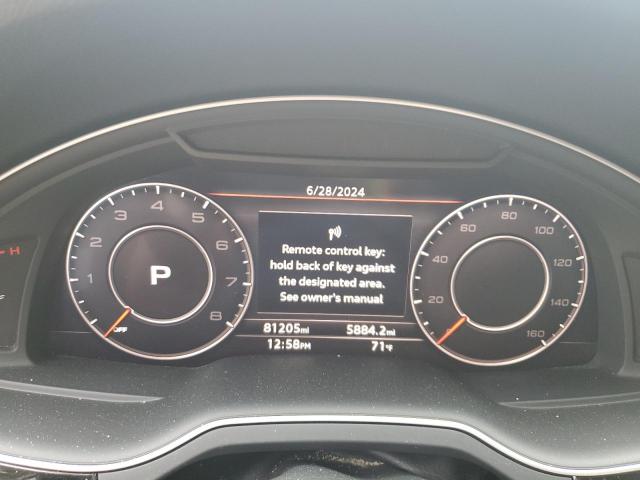 6/28/2024
Remote control key:
hold back of key against
the designated area.
See owner's manual
81205mi 5884.2mi
12:58PM 71°F
P
OFF
1
2
3
4
5
6
7
8
0
20
40
60
80
100
120
140
160
H